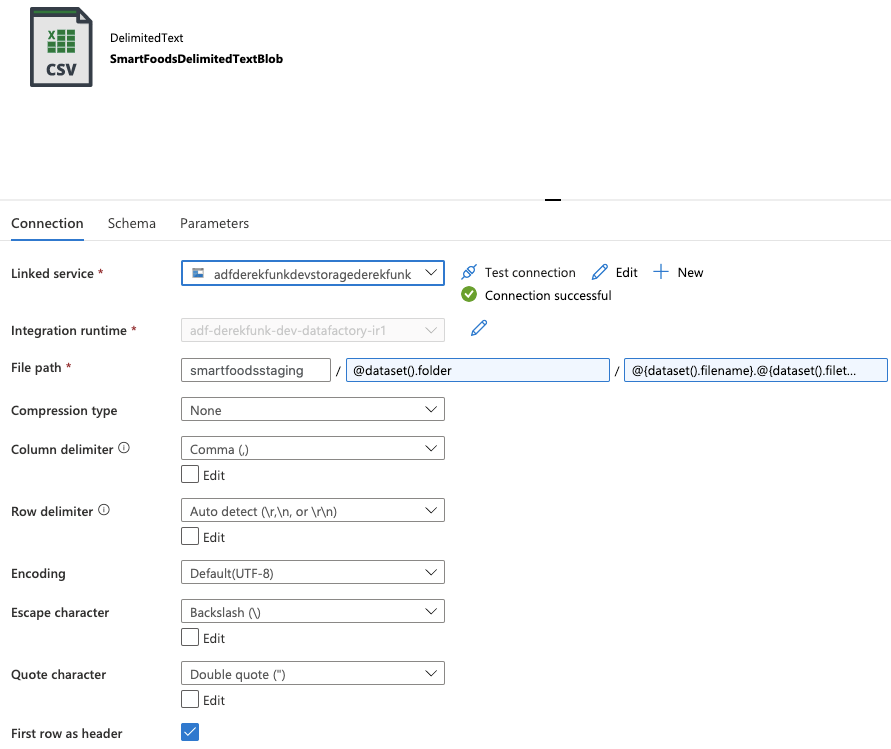 CSV
DelimitedText
SmartFoodsDelimitedTextBlob
Connection Schema Parameters
Linked service * adfderekfunkdevstoragederekfunk Test connection Edit New
Connection successful
Integration runtime * adf-derekfunk-dev-datafactory-ir1
File path * smartfoodsstaging / @dataset().folder / @{dataset().filename}.@{dataset().filet...
Compression type None
Column delimiter Comma (,)
Edit
Row delimiter Auto detect (\r,\n, or \r\n)
Edit
Encoding Default(UTF-8)
Escape character Backslash (\)
Edit
Quote character Double quote (")
Edit
First row as header